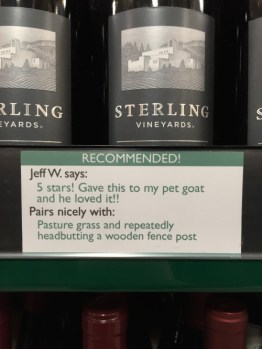 RLING
EYARDS.
STERLING
VINEYARDS.
RECOMMENDED!
Jeff W. says:
5 stars! Gave this to my pet goat
and he loved it!!
Pairs nicely with:
Pasture grass and repeatedly
headbutting a wooden fence post